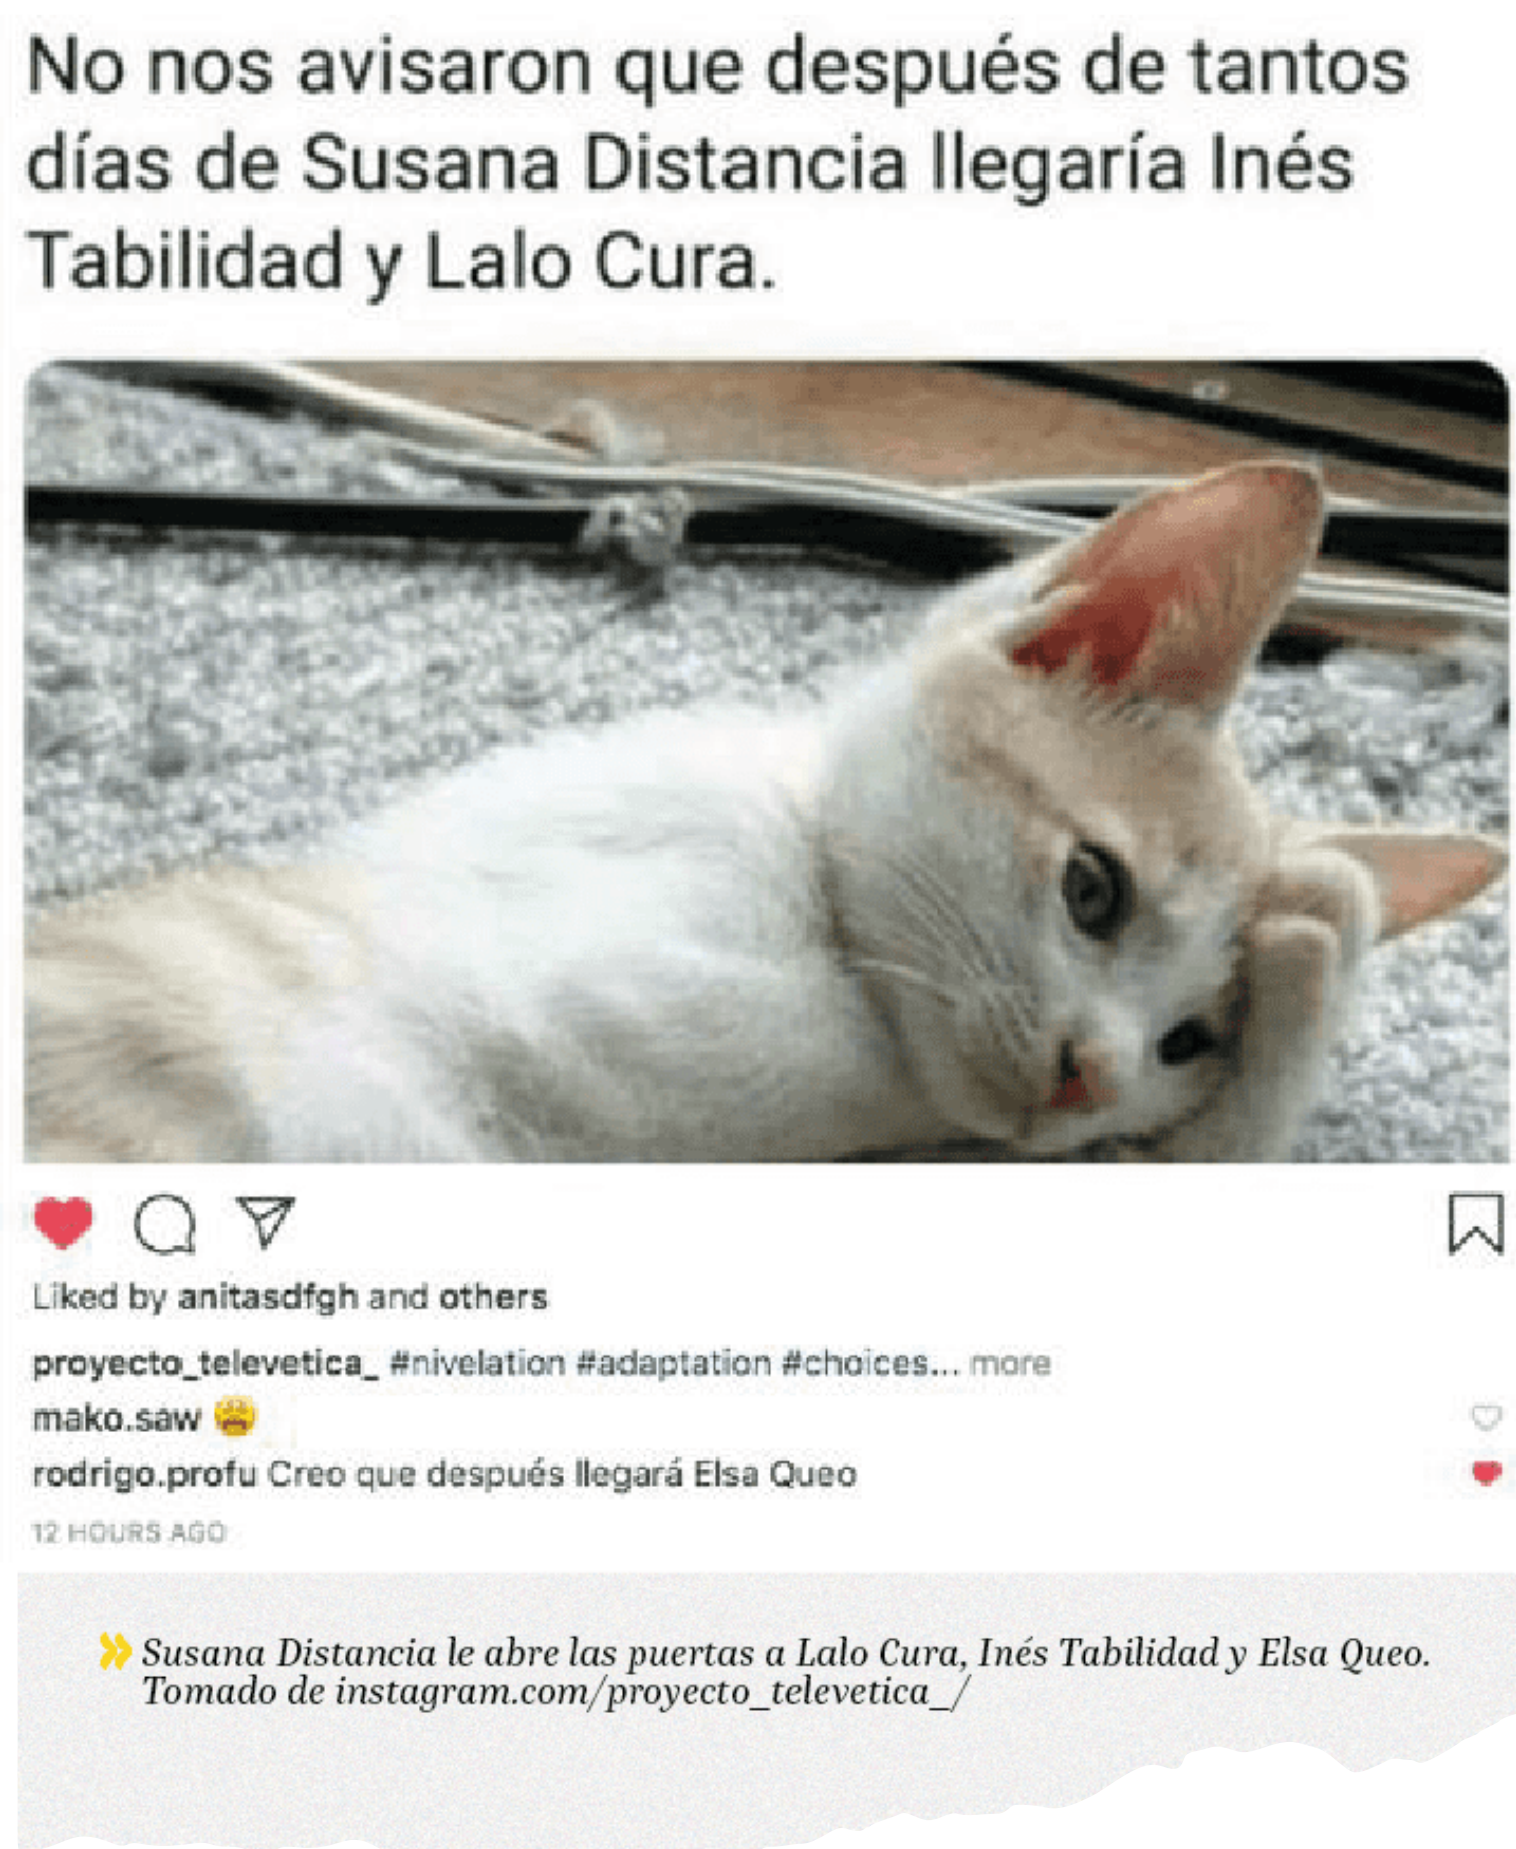 No nos avisaron que después de tantos
días de Susana Distancia llegaría Inés
Tabilidad y Lalo Cura.
Liked by anitasdfgh and others
proyecto_televetica_ #nivelation #adaptation #choices... more
mako.saw
rodrigo.profu Creo que después llegará Elsa Queo
12 HOURS AGO
» Susana Distancia le abre las puertas a Lalo Cura, Inés Tabilidad y Elsa Queo.
Tomado de instagram.com/proyecto_televetica_/